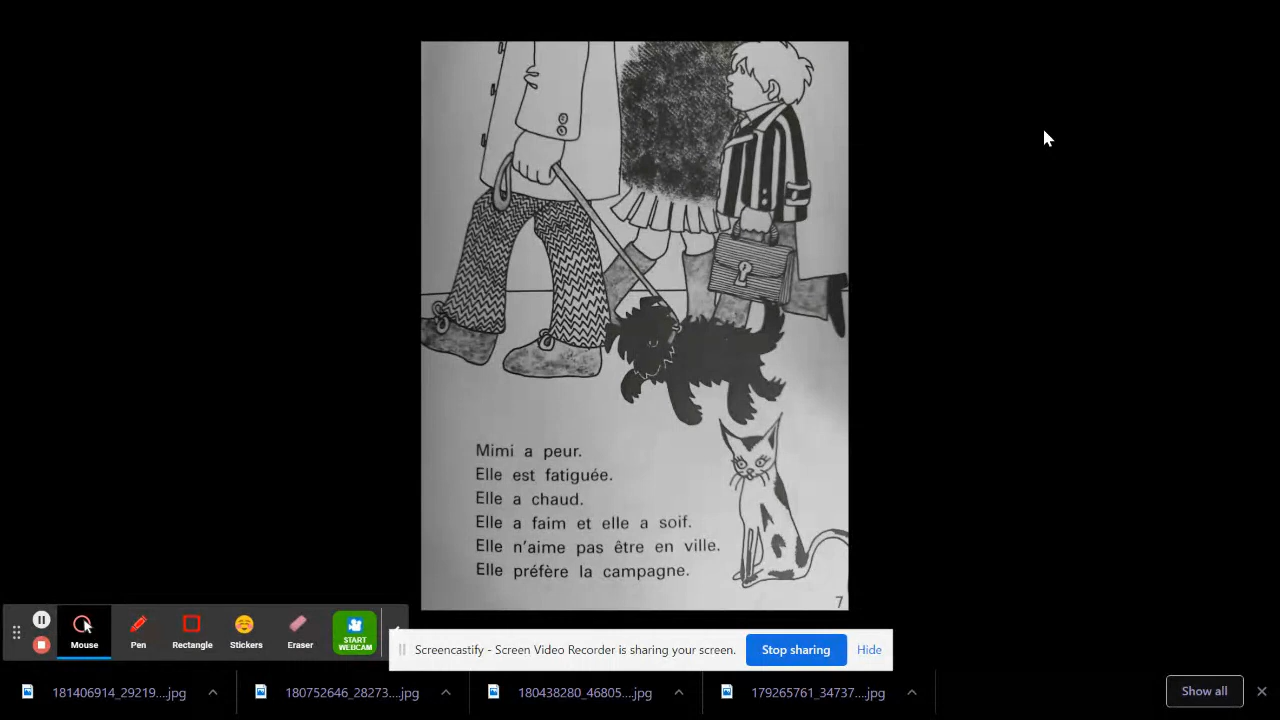 Mimi a peur.
Elle est fatiguée.
Elle a chaud.
Elle a faim et elle a soif.
Elle n'aime pas être en ville.
Elle préfère la campagne.
7
Mouse
Pen
Rectangle
Stickers
Eraser
START
WEBCAM
Screencastify - Screen Video Recorder is sharing your screen.
Stop sharing
Hide
181406914_29219....jpg
180752646_28273....jpg
180438280_46805....jpg
179265761_34737....jpg
Show all